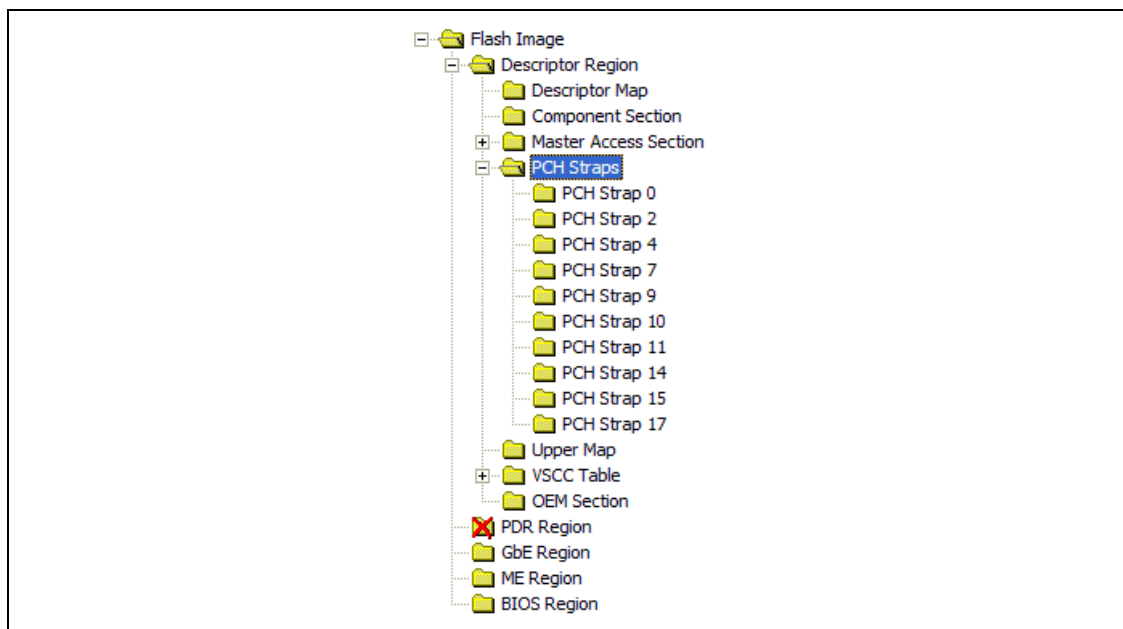 Flash Image
Descriptor Region
Descriptor Map
Component Section
Master Access Section
PCH Straps
PCH Strap 0
PCH Strap 2
PCH Strap 4
PCH Strap 7
PCH Strap 9
PCH Strap 10
PCH Strap 11
PCH Strap 14
PCH Strap 15
PCH Strap 17
Upper Map
VSCC Table
OEM Section
PDR Region
GbE Region
ME Region
BIOS Region